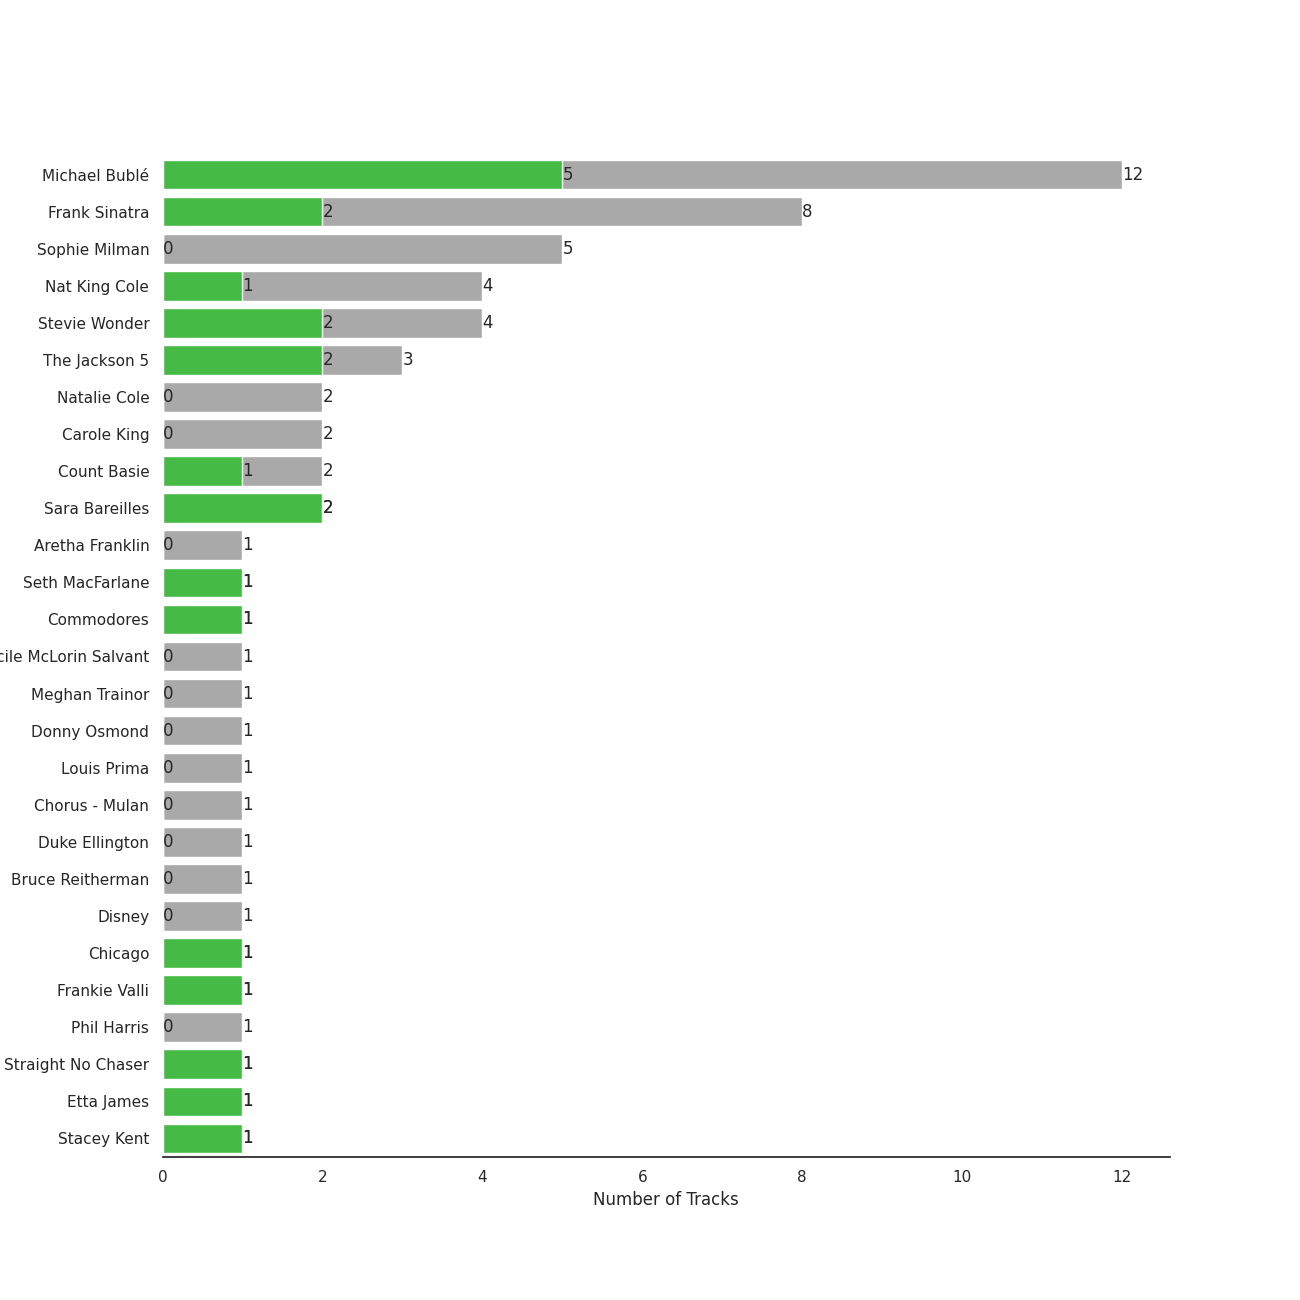 Michael Bublé 5 12
Frank Sinatra 2 8
Sophie Milman 0 5
Nat King Cole 1 4
Stevie Wonder 2 4
The Jackson 5 2 3
Natalie Cole 0 2
Carole King 0 2
Count Basie 1 2
Sara Bareilles 2
Aretha Franklin 0 1
Seth MacFarlane 1
Commodores 1
cile McLorin Salvant 0 1
Meghan Trainor 0 1
Donny Osmond 0 1
Louis Prima 0 1
Chorus - Mulan 0 1
Duke Ellington 0 1
Bruce Reitherman 0 1
Disney 0 1
Chicago 1
Frankie Valli 1
Phil Harris 0 1
Straight No Chaser 1
Etta James 1
Stacey Kent 1
0 2 4 6 8 10 12
Number of Tracks